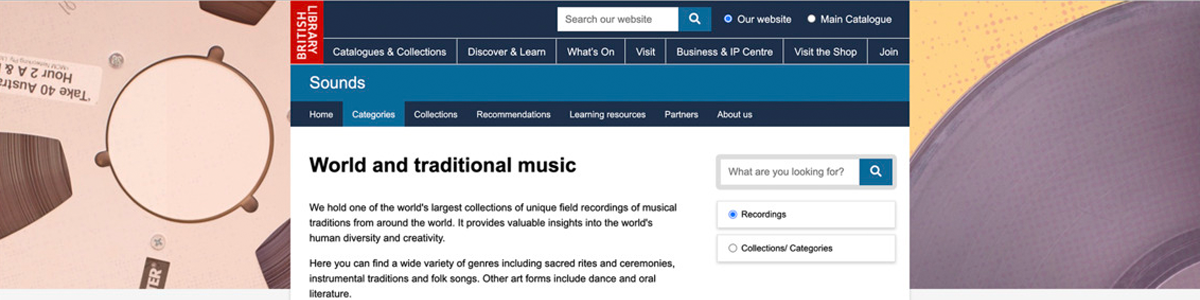 BRITISH
LIBRARY
Search our website
Our website
Main Catalogue
Catalogues & Collections
Discover & Learn
What's On
Visit
Business & IP Centre
Visit the Shop
Join
Sounds
Home
Categories
Collections
Recommendations
Learning resources
Partners
About us
World and traditional music
What are you looking for?
We hold one of the world's largest collections of unique field recordings of musical
traditions from around the world. It provides valuable insights into the world's
human diversity and creativity.
Recordings
Collections/ Categories
Here you can find a wide variety of genres including sacred rites and ceremonies,
instrumental traditions and folk songs. Other art forms include dance and oral
literature.
'Take 40 Austra
Hour 2 A &
TER